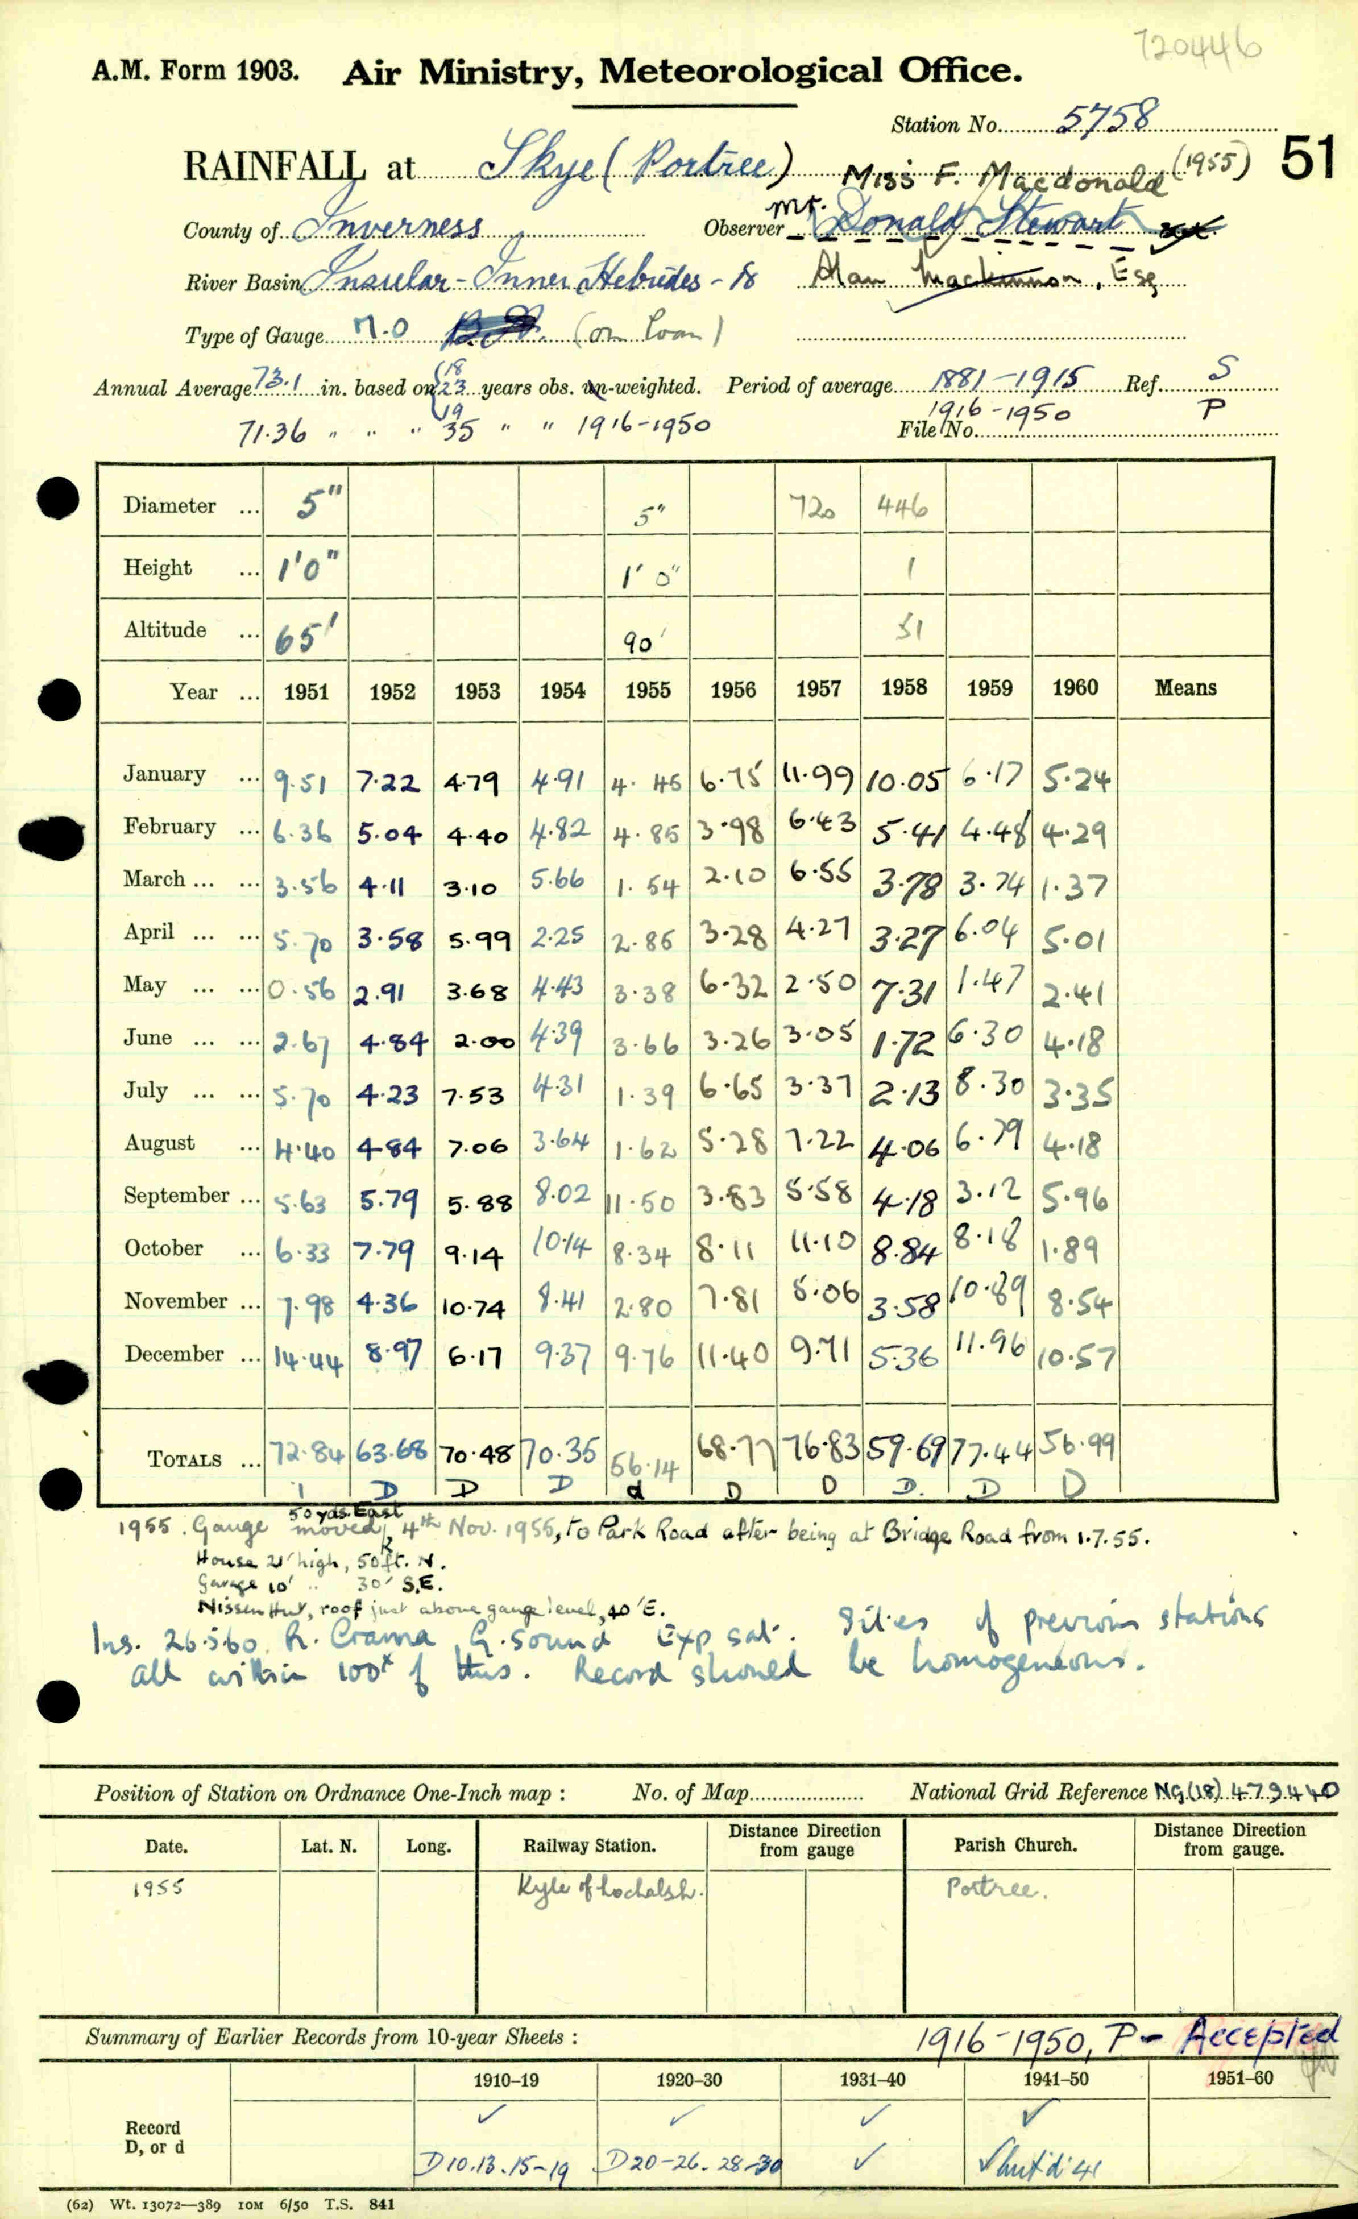 720446
A.M. Form 1903. Air Ministry, Meteorological Office.
Station No. 5758
RAINFALL at Skye (Portree) Miss F. Macdonald (1955) 51
County of Inverness Observer Mr. Donald Stewart
River Basin Insular - Inner Hebrides - Alan Mackinnon, Esq
Type of Gauge M.O (on loan)
Annual Average 73.1 in. based on {18 23 19 years obs. un-weighted. Period of average 1881-1915 Ref. S
71.36 " " " 35 " " 1916-1950 File No. 1916-1950 P
Diameter ... 5" 5" 720 446
Height ... 1'0" 1' 0" 1
Altitude ... 65' 90' 51
Year ... 1951 1952 1953 1954 1955 1956 1957 1958 1959 1960 Means
January ... 9.51 7.22 4.79 4.91 4.46 6.75 11.99 10.05 6.17 5.24
February ... 6.36 5.04 4.40 4.82 4.85 3.98 6.43 5.41 4.48 4.29
March ... ... 3.56 4.11 3.10 5.66 1.54 2.10 6.55 3.78 3.74 1.37
April ... ... 5.70 3.58 5.99 2.25 2.86 3.28 4.27 3.27 6.04 5.01
May ... ... 0.56 2.91 3.68 4.43 3.38 6.32 2.50 7.31 1.47 2.41
June ... ... 2.67 4.84 2.00 4.39 3.66 3.26 3.05 1.72 6.30 4.18
July ... ... 5.70 4.23 7.53 4.31 1.39 6.65 3.37 2.13 8.30 3.35
August ... 4.40 4.84 7.06 3.64 1.62 5.28 7.22 4.06 6.79 4.18
September ... 5.63 5.79 5.88 8.02 11.50 3.83 5.58 4.18 3.12 5.96
October ... 6.33 7.79 9.14 10.14 8.34 8.11 11.10 8.84 8.18 1.89
November ... 7.98 4.36 10.74 8.41 2.80 7.81 5.06 3.58 10.89 8.54
December ... 14.44 8.97 6.17 9.37 9.76 11.40 9.71 5.36 11.96 10.57
TOTALS ... 72.84 63.68 70.48 70.35 56.14 68.77 76.83 59.69 77.44 56.99
1 D D D d D D D. D D
50 yds. East
1955. Gauge moved 4th Nov. 1955, to Park Road after being at Bridge Road from 1.7.55.
House 21' high, 50ft. N.
Garage 10' " 30' S.E.
Nissen Hut, roof just above gauge level, 40' E.
Ins. 26.5.60. R. Crama G. sound Exp sat. Sites of previous stations
all within 100x of this. Record should be homogeneous.
Position of Station on Ordnance One-Inch map : No. of Map National Grid Reference NG.(18) 479440
Date. Lat. N. Long. Railway Station. Distance from Direction gauge Parish Church. Distance from Direction gauge.
1955 Kyle of Lochalsh. Portree.
Summary of Earlier Records from 10-year Sheets : 1916-1950, P - Accepted
1910-19 1920-30 1931-40 1941-50 1951-60
Record ✓ ✓ ✓ ✓
D, or d D10.13.15-19 D20-26. 28-30 ✓ ✓ but d' 41
(62) Wt. 13072—389 10M 6/50 T.S. 841